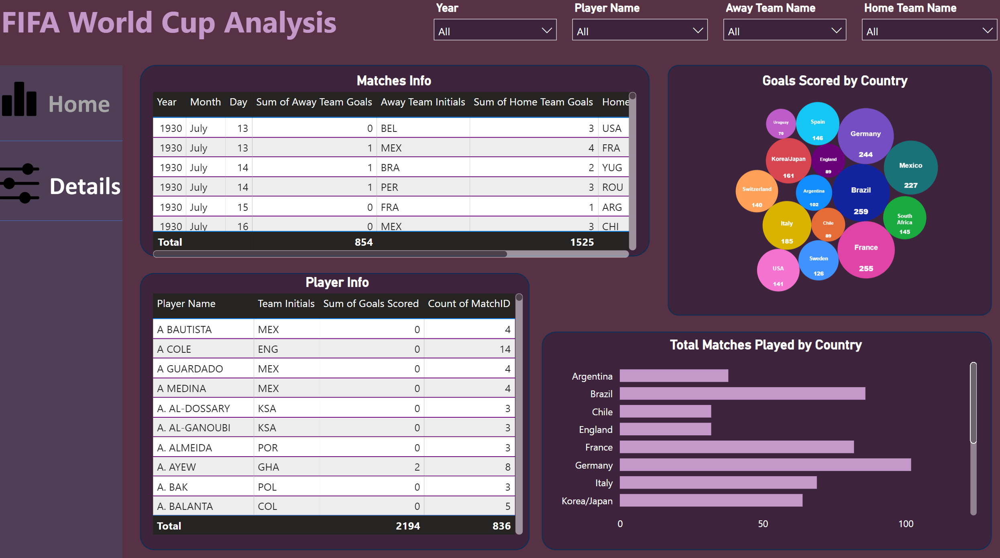 FIFA World Cup Analysis
Year
All
Player Name
All
Away Team Name
All
Home Team Name
All
Home
Details
Matches Info
Year Month Day Sum of Away Team Goals Away Team Initials Sum of Home Team Goals Home
1930 July 13 0 BEL 3 USA
1930 July 13 1 MEX 4 FRA
1930 July 14 1 BRA 2 YUG
1930 July 14 1 PER 3 ROU
1930 July 15 0 FRA 1 ARG
1930 July 16 0 MEX 3 CHI
Total 854 1525
Player Info
Player Name Team Initials Sum of Goals Scored Count of MatchID
A BAUTISTA MEX 0 4
A COLE ENG 0 14
A GUARDADO MEX 0 4
A MEDINA MEX 0 4
A. AL-DOSSARY KSA 0 3
A. AL-GANOUBI KSA 0 3
A. ALMEIDA POR 0 3
A. AYEW GHA 2 8
A. BAK POL 0 3
A. BALANTA COL 0 5
Total 2194 836
Goals Scored by Country
Uruguay
70
Spain
146
Germany
244
Korea/Japan
161
England
89
Mexico
227
Switzerland
140
Argentina
102
Brazil
259
South
Africa
145
Italy
185
Chile
89
France
255
Sweden
126
USA
141
Total Matches Played by Country
Argentina
Brazil
Chile
England
France
Germany
Italy
Korea/Japan
0 50 100